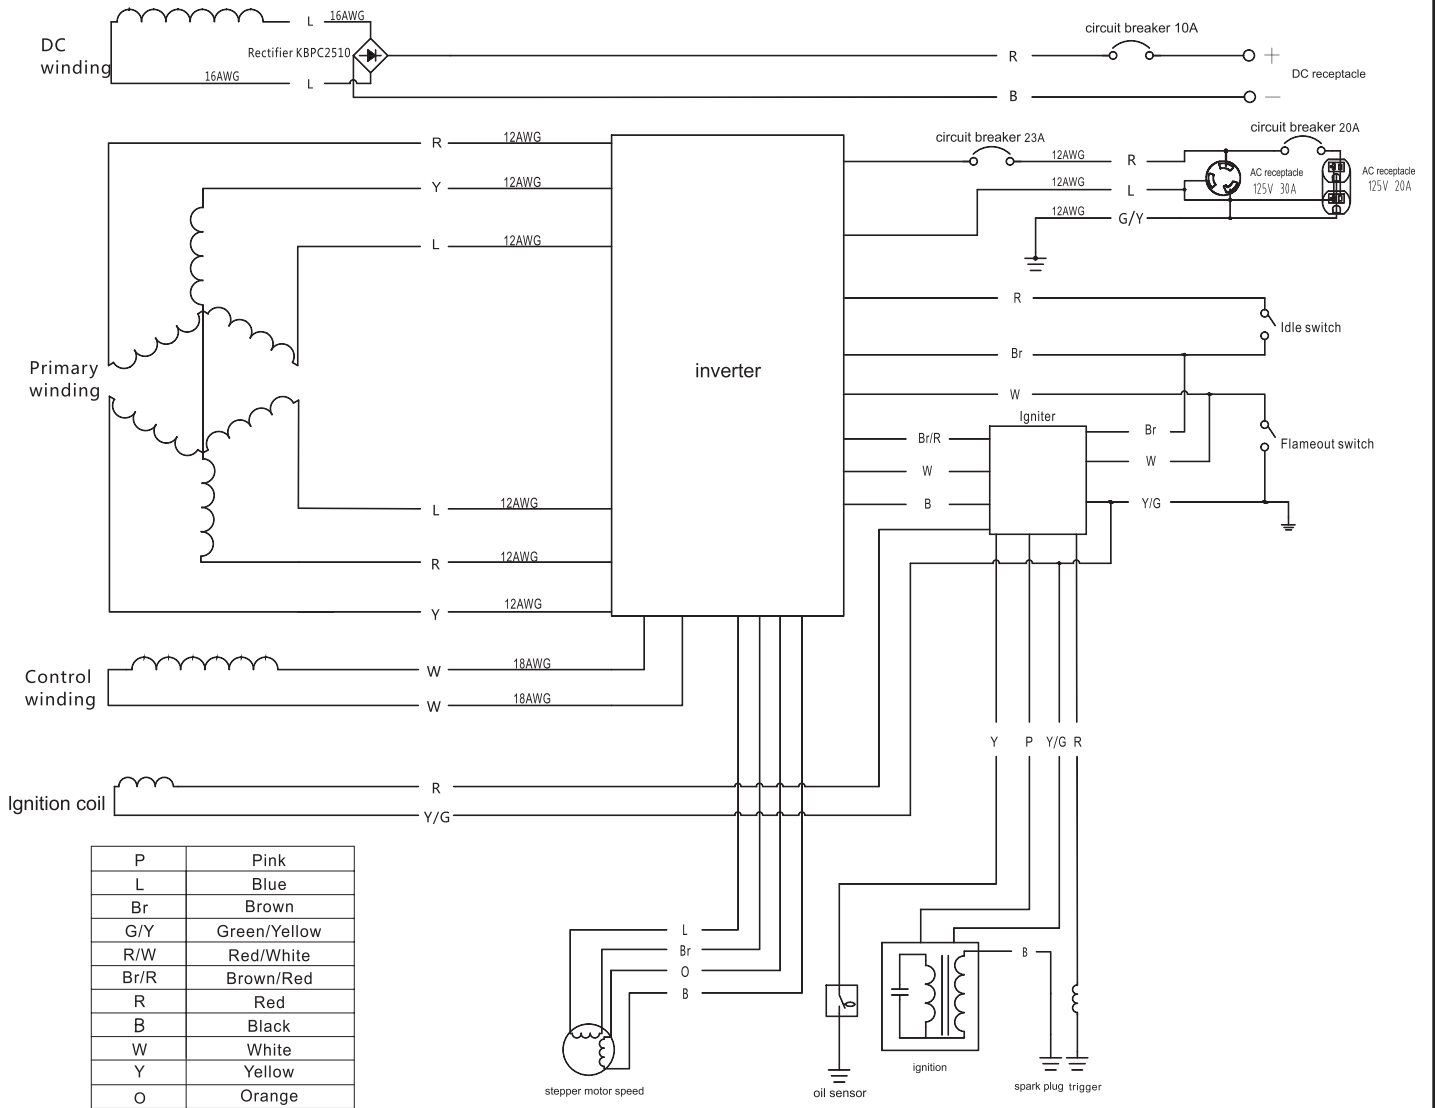 DC
winding
L
16AWG
Rectifier KBPC2510
16AWG
L
circuit breaker 10A
R
+
DC receptacle
B
−
R
12AWG
Y
12AWG
L
12AWG
circuit breaker 23A
12AWG
R
circuit breaker 20A
AC receptacle
125V 30A
AC receptacle
125V 20A
12AWG
L
12AWG
G/Y
R
Idle switch
Br
Primary
winding
inverter
W
Igniter
Br/R
Br
Flameout switch
W
W
B
Y/G
L
12AWG
R
12AWG
Y
12AWG
Control
winding
W
18AWG
W
18AWG
Y
P
Y/G
R
Ignition coil
R
Y/G
P Pink
L Blue
Br Brown
G/Y Green/Yellow
R/W Red/White
Br/R Brown/Red
R Red
B Black
W White
Y Yellow
O Orange
L
Br
O
B
stepper motor speed
oil sensor
B
ignition
spark plug
trigger